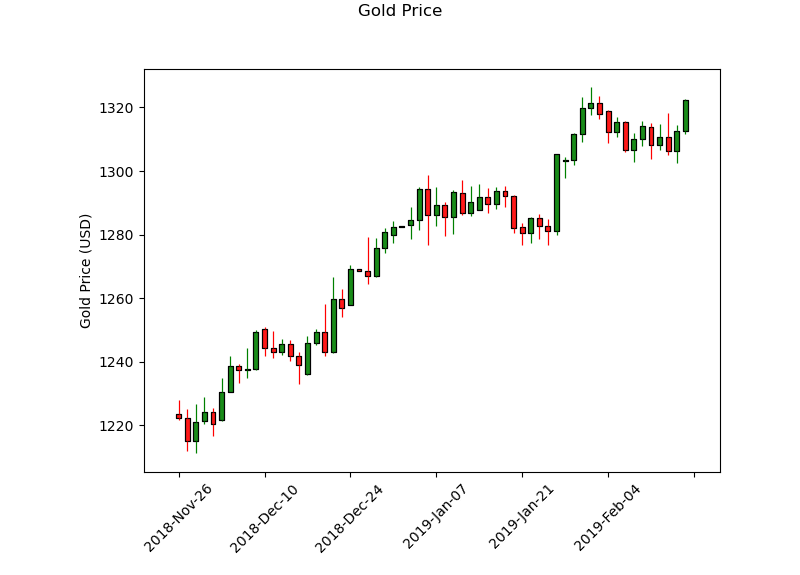 Gold Price
Gold Price (USD)
1320
1300
1280
1260
1240
1220
2018-Nov-26
2018-Dec-10
2018-Dec-24
2019-Jan-07
2019-Jan-21
2019-Feb-04